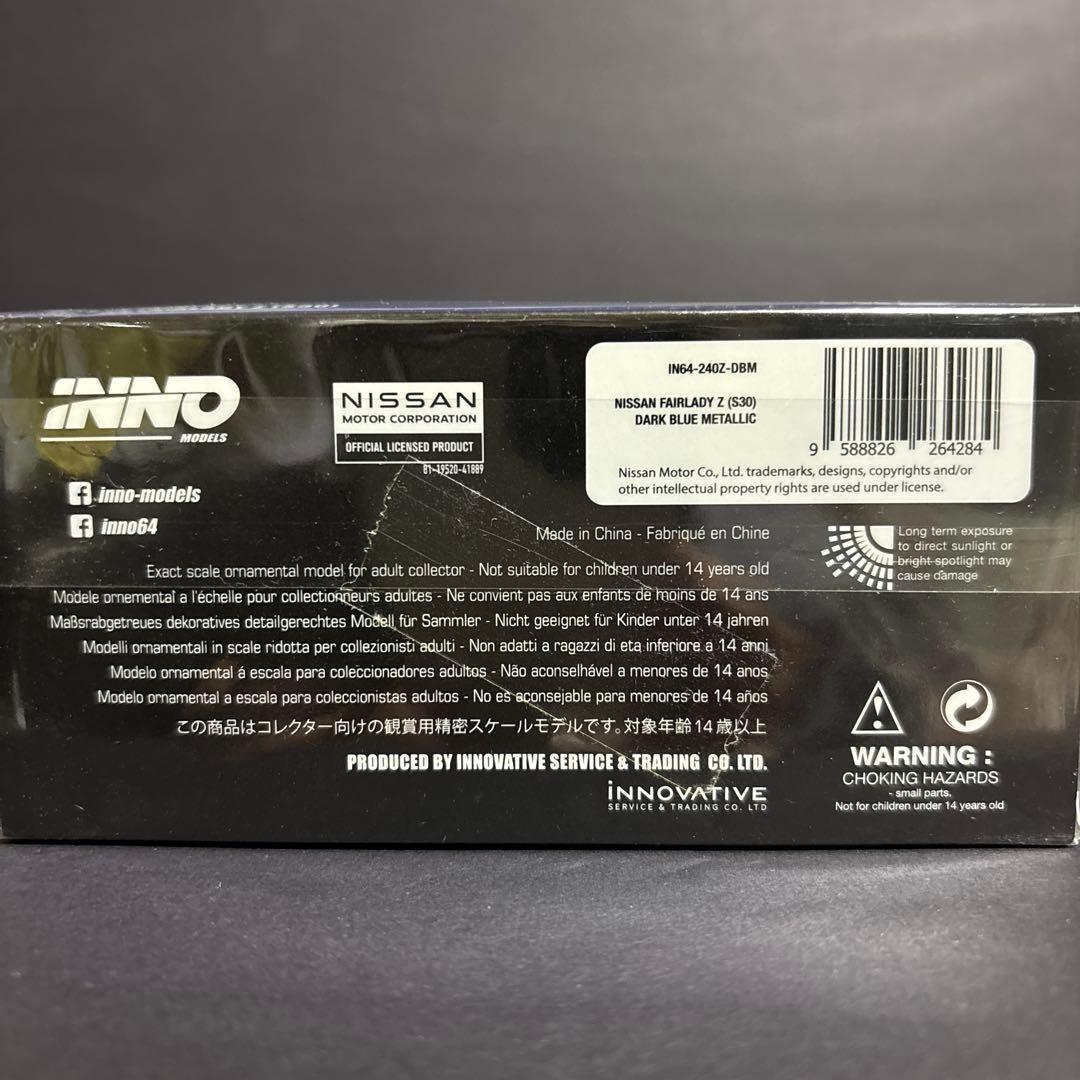 INNO
MODELS
NISSAN
MOTOR CORPORATION
OFFICIAL LICENSED PRODUCT
81-19520-41889
inno-models
inno64
IN64-240Z-DBM
NISSAN FAIRLADY Z (S30)
DARK BLUE METALLIC
9 588826 264284
Nissan Motor Co., Ltd. trademarks, designs, copyrights and/or
other intellectual property rights are used under license.
Made in China - Fabriqué en Chine
Long term exposure
to direct sunlight or
bright spotlight may
cause damage
Exact scale ornamental model for adult collector - Not suitable for children under 14 years old
Modele ornemental a l'échelle pour collectionneurs adultes - Ne convient pas aux enfants de moins de 14 ans
Maßsrabgetreues dekoratives detailgerechtes Modell für Sammler - Nicht geeignet für Kinder unter 14 jahren
Modelli ornamentali in scale ridotta per collezionisti adulti - Non adatti a ragazzi di eta inferiore a 14 anni
Modelo ornamental á escala para coleccionadores adultos - Não aconselhável a menores de 14 anos
Modelo ornamental a escala para coleccionistas adultos - No es aconsejable para menores de 14 años
この商品はコレクター向けの観賞用精密スケールモデルです。対象年齢14歳以上
PRODUCED BY INNOVATIVE SERVICE & TRADING CO. LTD.
INNOVATIVE
SERVICE & TRADING CO. LTD
WARNING :
CHOKING HAZARDS
- small parts.
Not for children under 14 years old